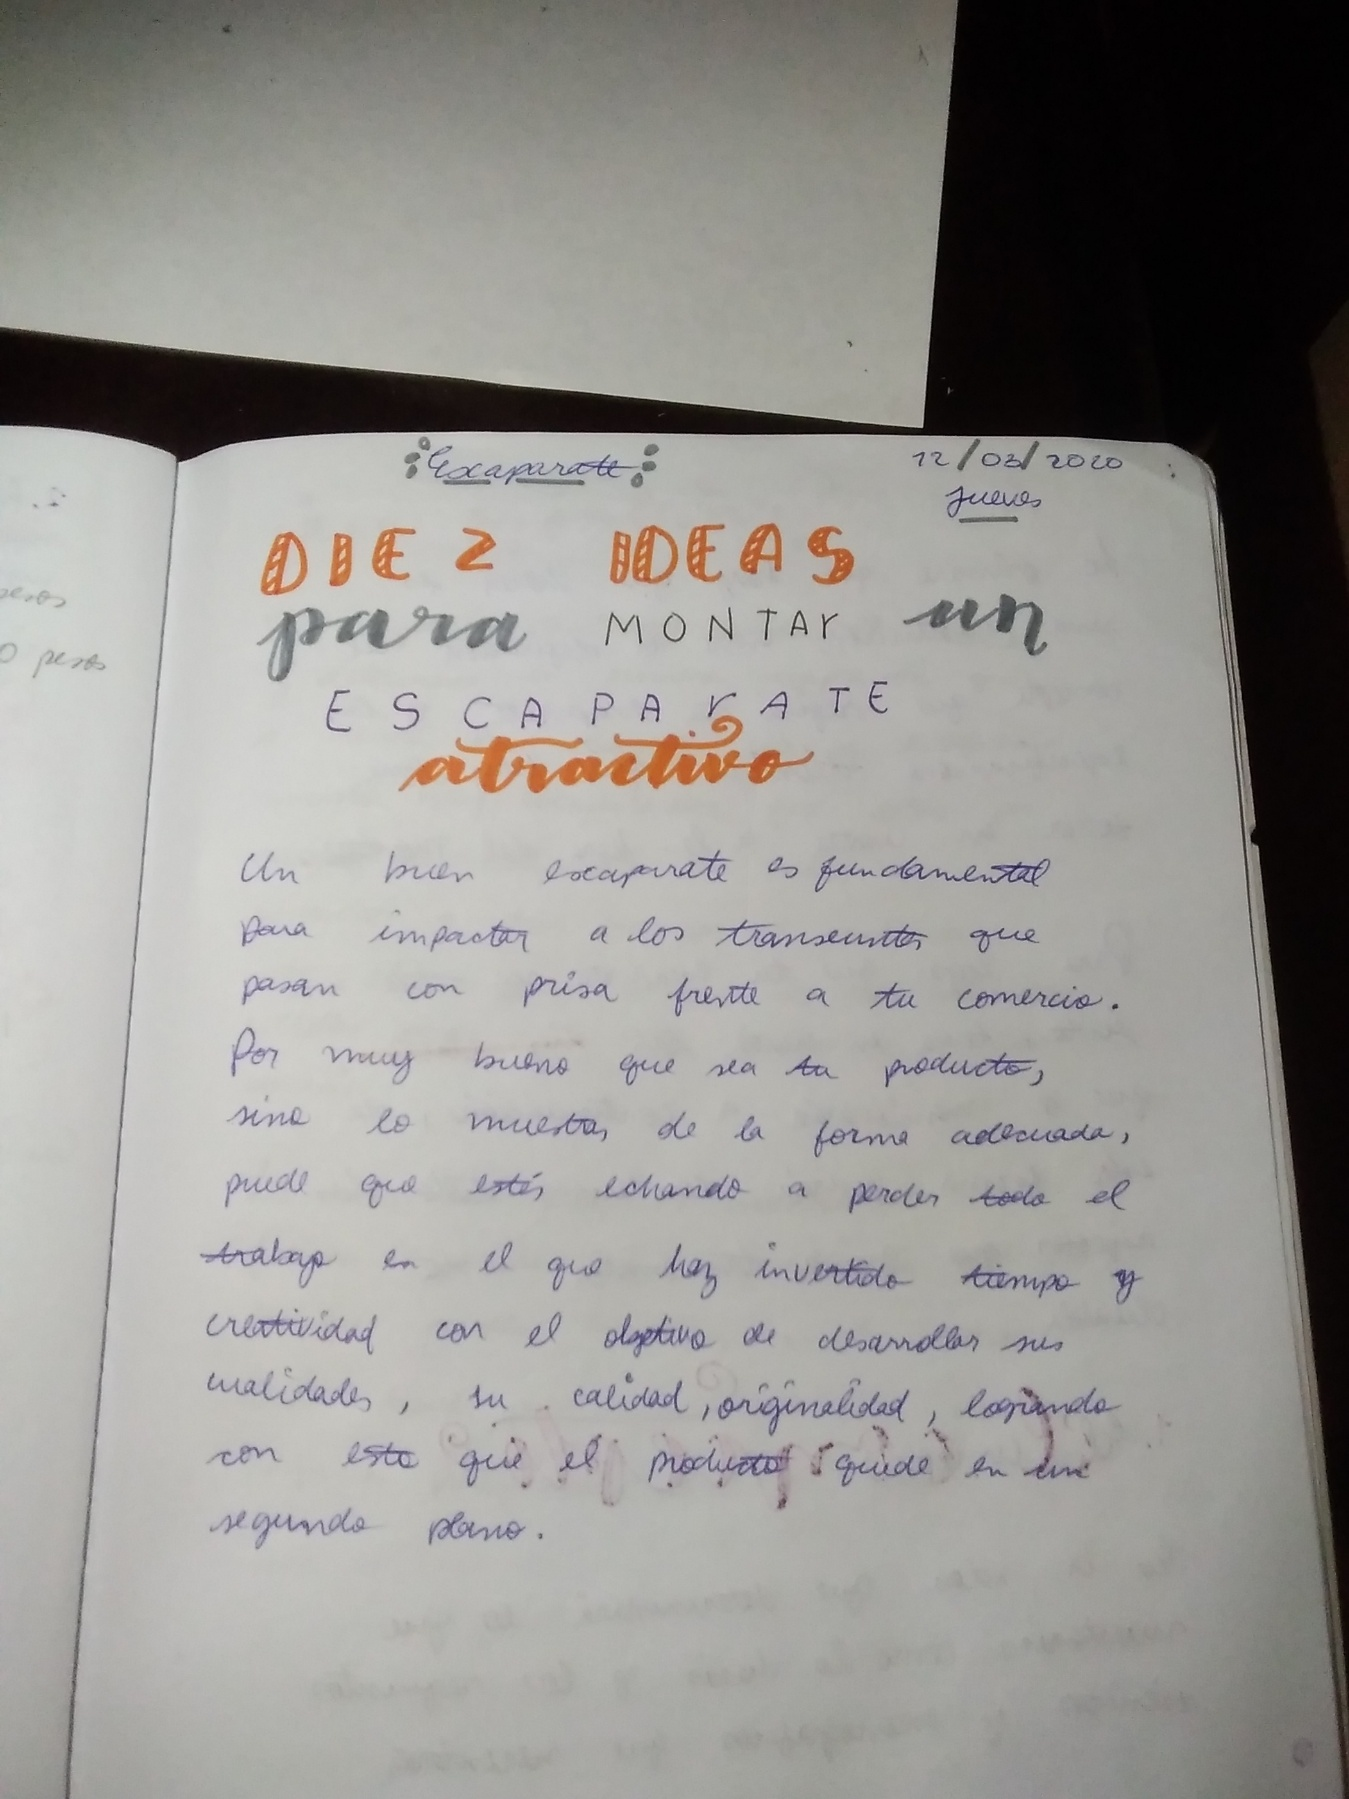 Escaparate
12/03/2020
jueves
DIEZ IDEAS
para MONTAR un
ESCAPARATE
atractivo
Un buen escaparate es fundamental
para impactar a los transeuntes que
pasan con prisa frente a tu comercio.
Por muy bueno que sea tu producto,
sino lo muestras de la forma adecuada,
puede que estés echando a perder todo el
trabajo en el que haz invertido tiempo y
creatividad con el objetivo de desarrollar sus
cualidades, su calidad, originalidad, logrando
con esto que el producto quede en un
segundo plano.
pesos
0 pesos